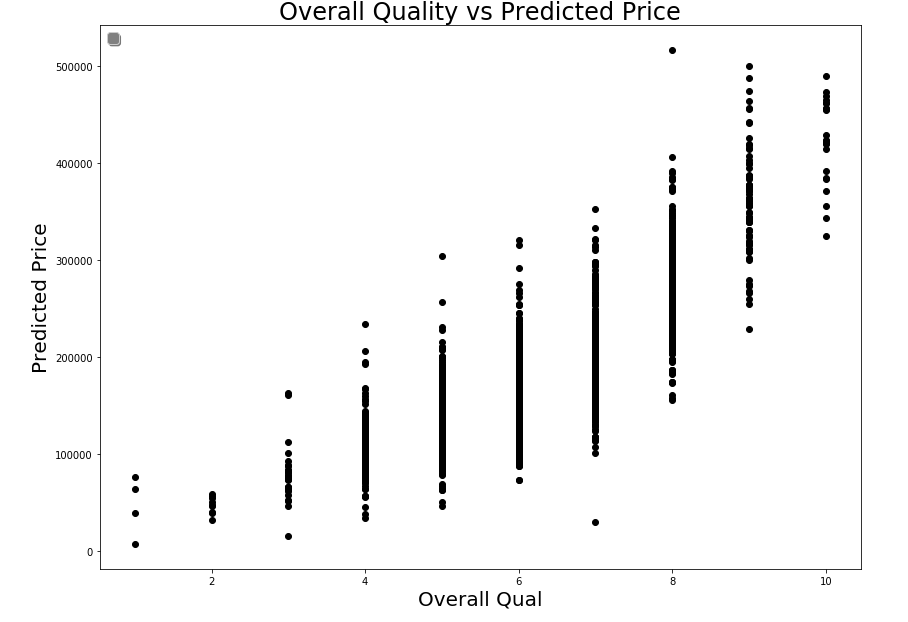 Overall Quality vs Predicted Price
500000
400000
300000
200000
100000
0
Predicted Price
2 4 6 8 10
Overall Qual